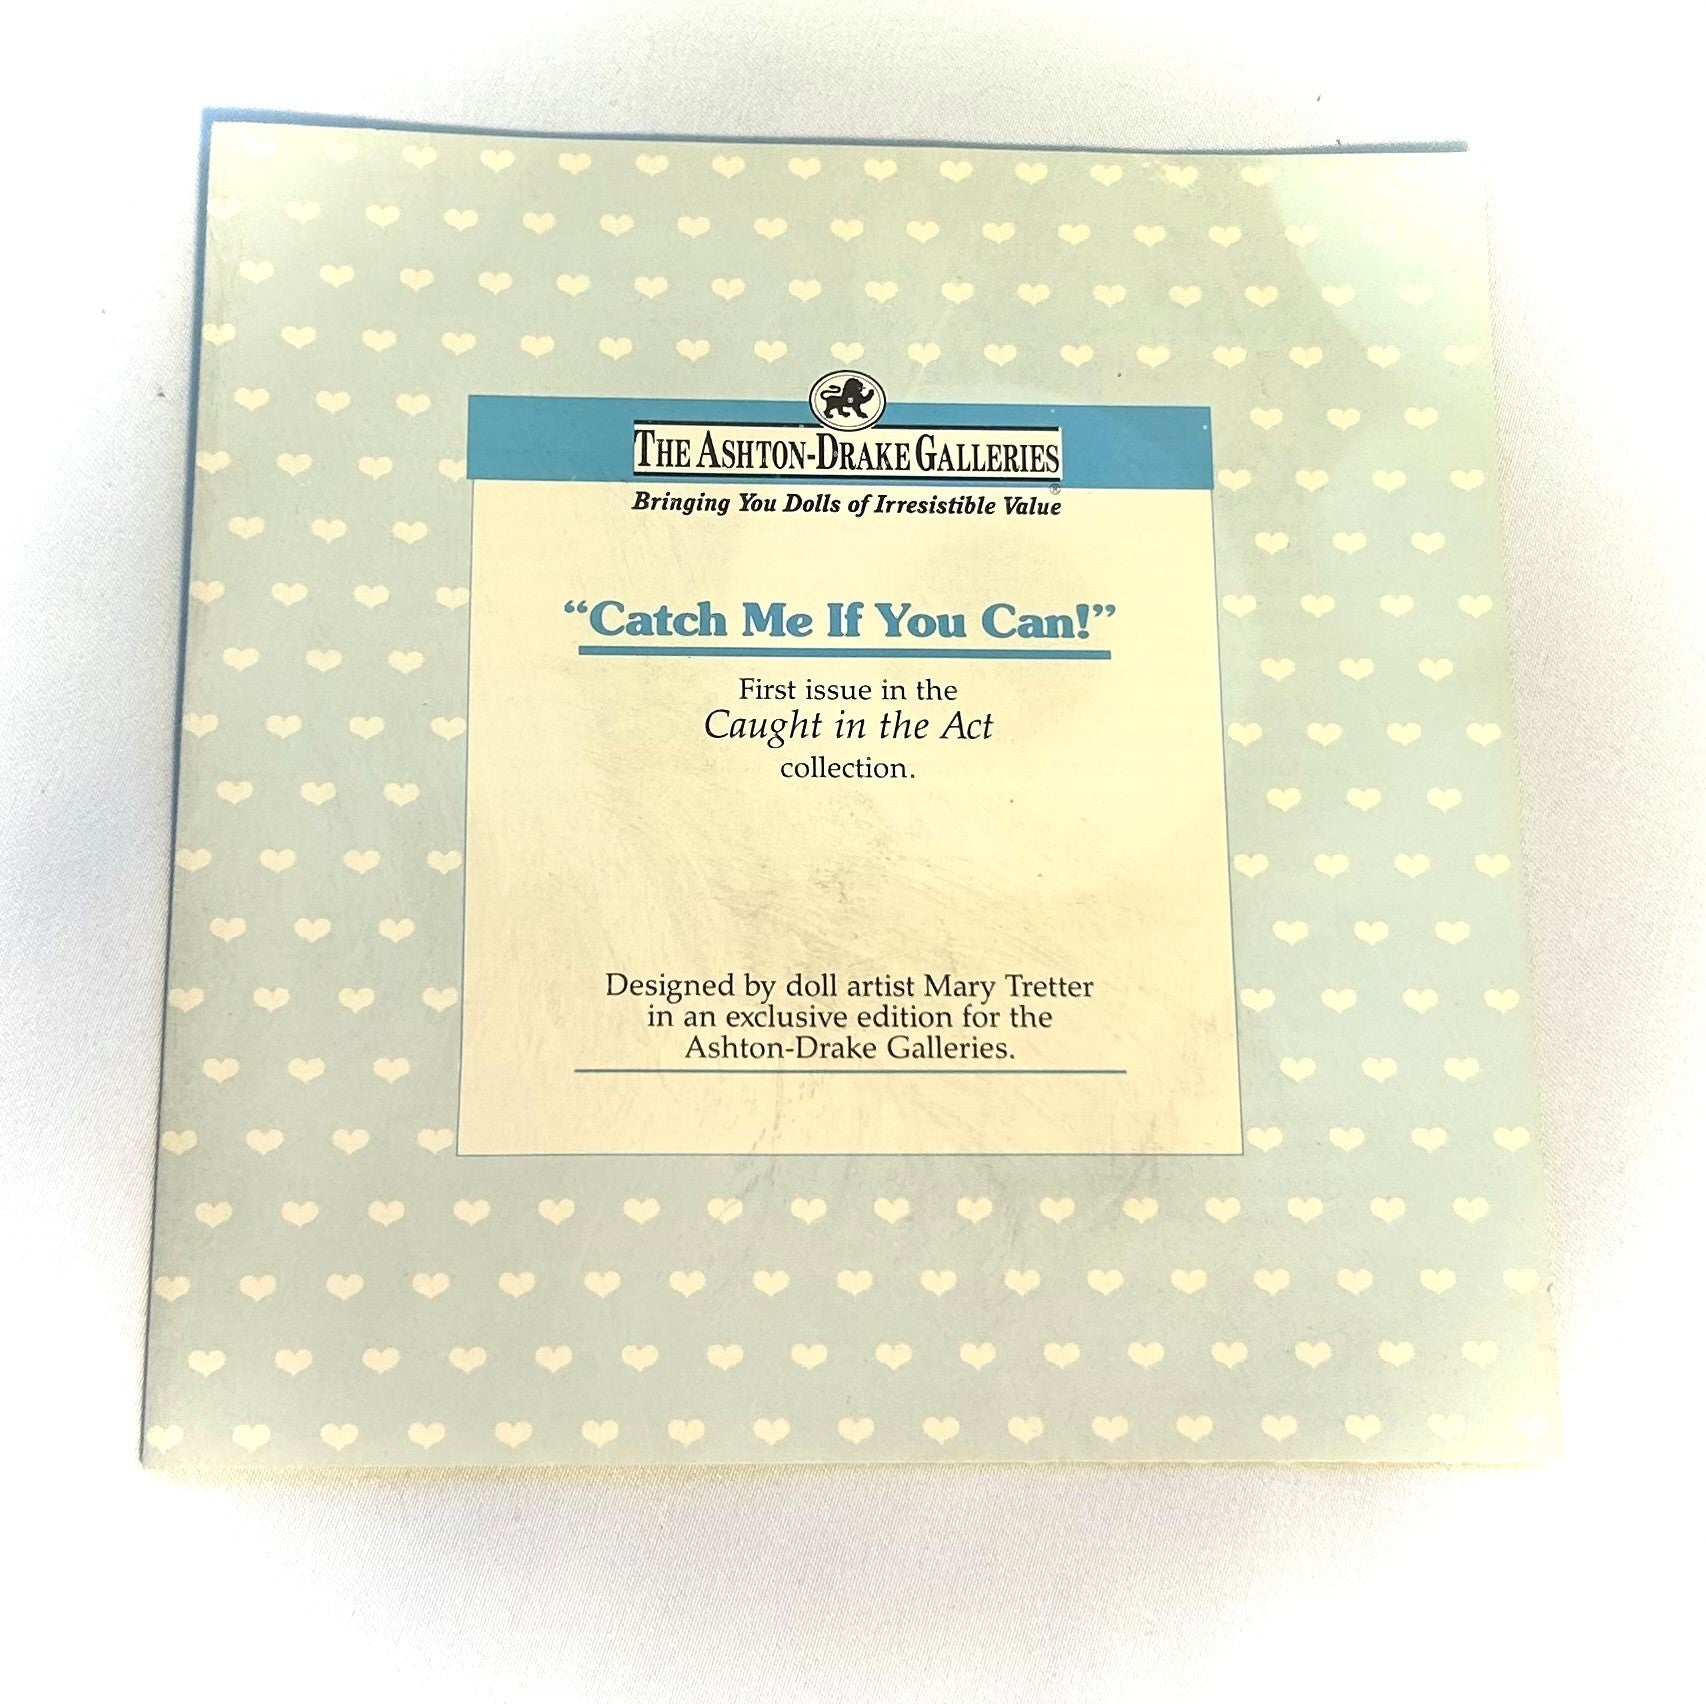 THE ASHTON-DRAKE GALLERIES
®
Bringing You Dolls of Irresistible Value
“Catch Me If You Can!”
First issue in the
Caught in the Act
collection.
Designed by doll artist Mary Tretter
in an exclusive edition for the
Ashton-Drake Galleries.